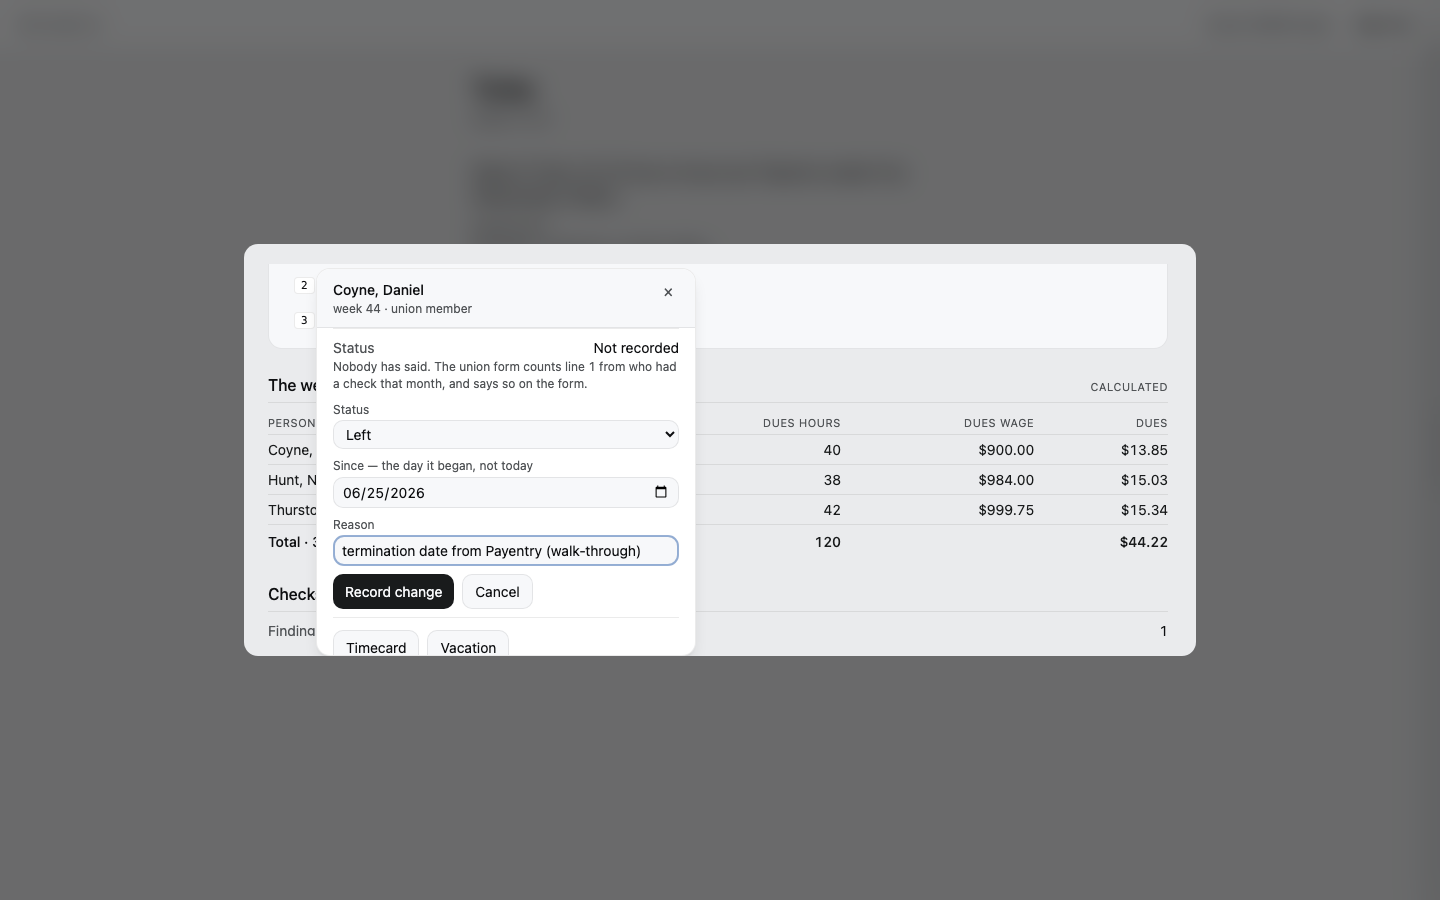 2
3
Coyne, Daniel
×
week 44 · union member
Status Not recorded
Nobody has said. The union form counts line 1 from who had
a check that month, and says so on the form.
Status
Left
Since — the day it began, not today
06/25/2026
Reason
termination date from Payentry (walk-through)
Record change Cancel
Timecard Vacation
The we CALCULATED
PERSON DUES HOURS DUES WAGE DUES
Coyne, 40 $900.00 $13.85
Hunt, N 38 $984.00 $15.03
Thursto 42 $999.75 $15.34
Total · 3 120 $44.22
Check
Finding 1